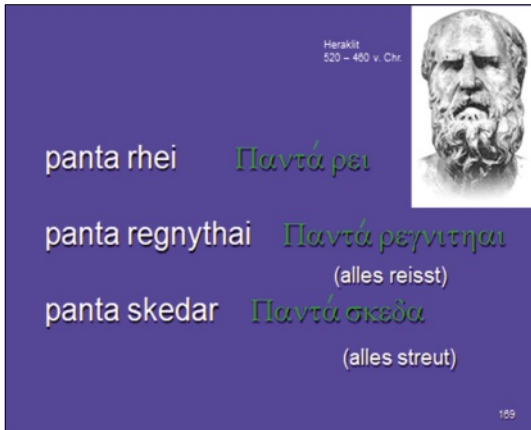 Heraklit
520 – 460 v. Chr.
panta rhei Παντά ρει
panta regnythai Παντά ρεγνιτηαι
(alles reisst)
panta skedar Παντά σκεδα
(alles streut)
169